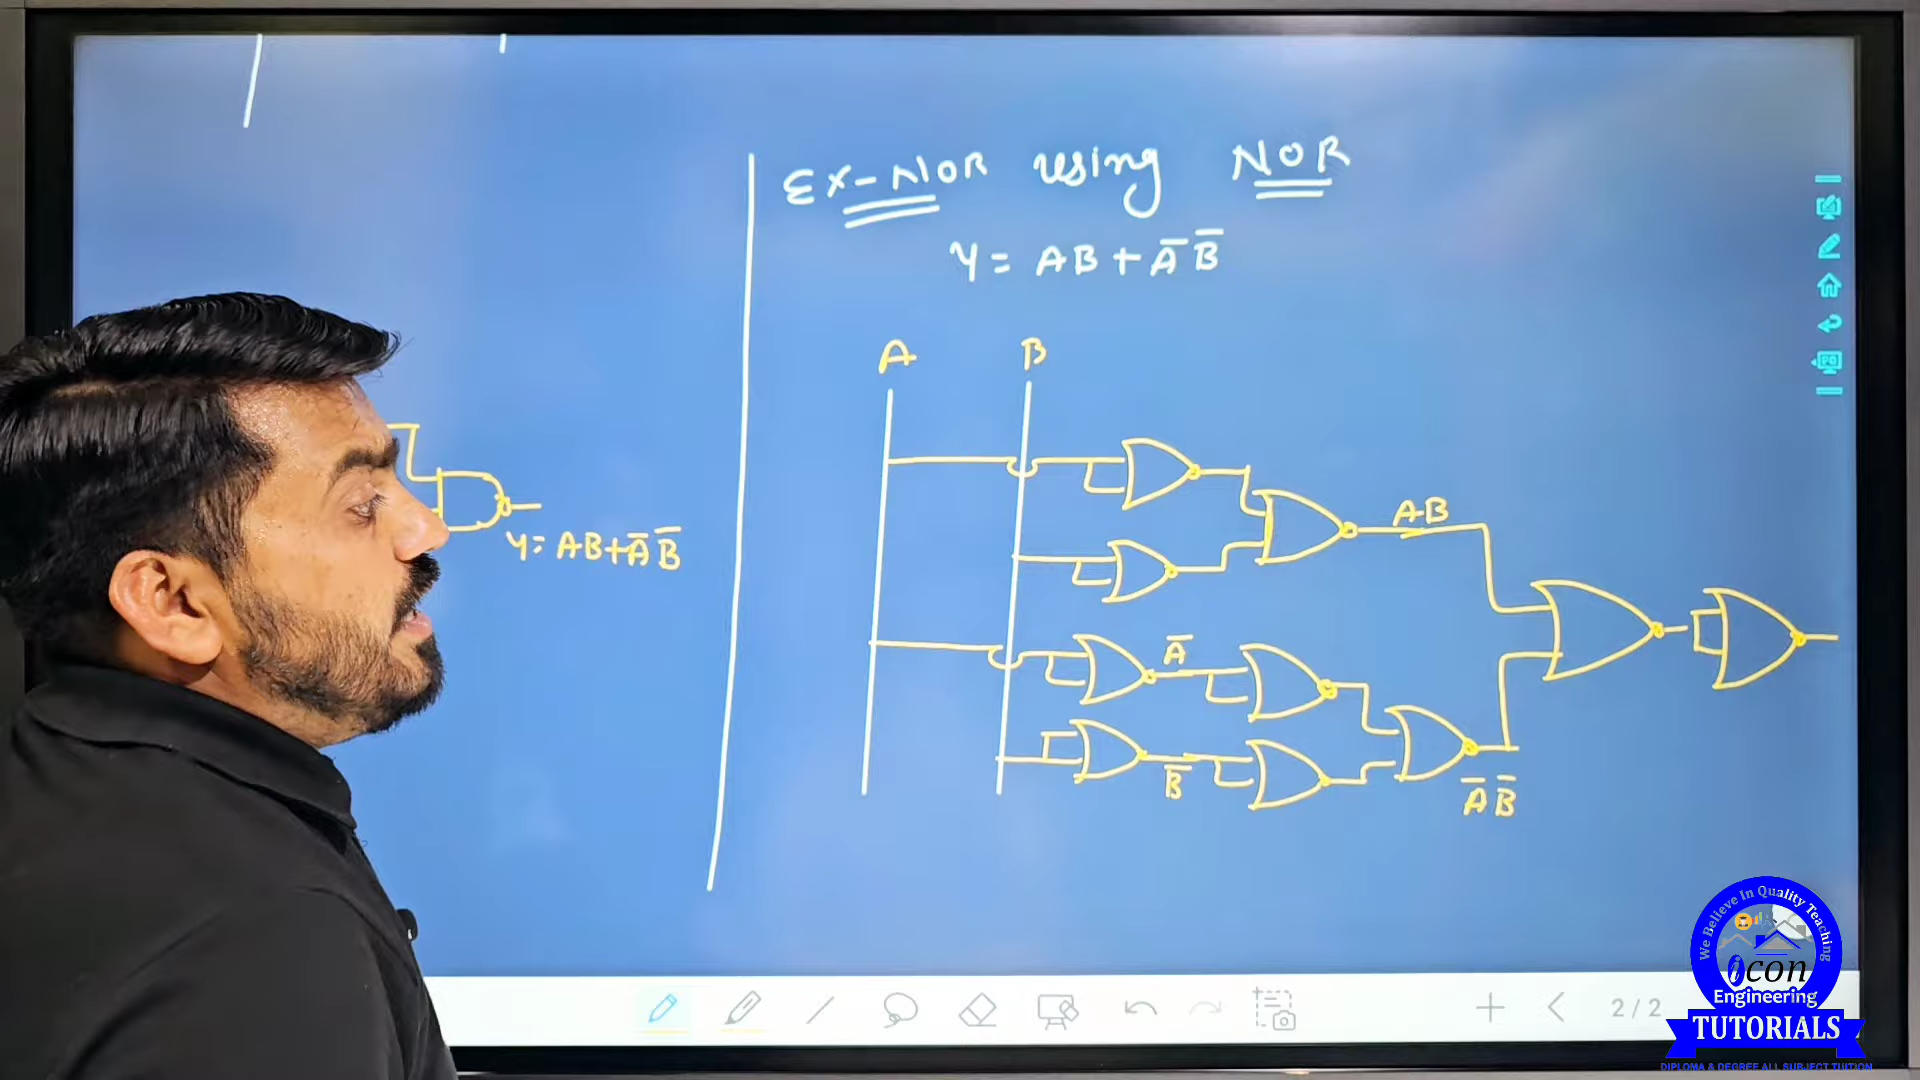 Ex-NOR using NOR
Y = AB + A̅ B̅
A B
AB
Y = AB + A̅ B̅
A̅
B̅
A̅ B̅
We Believe In Quality Teaching
icon
Engineering
TUTORIALS
DIPLOMA & DEGREE ALL SUBJECT TUITION
2 / 2